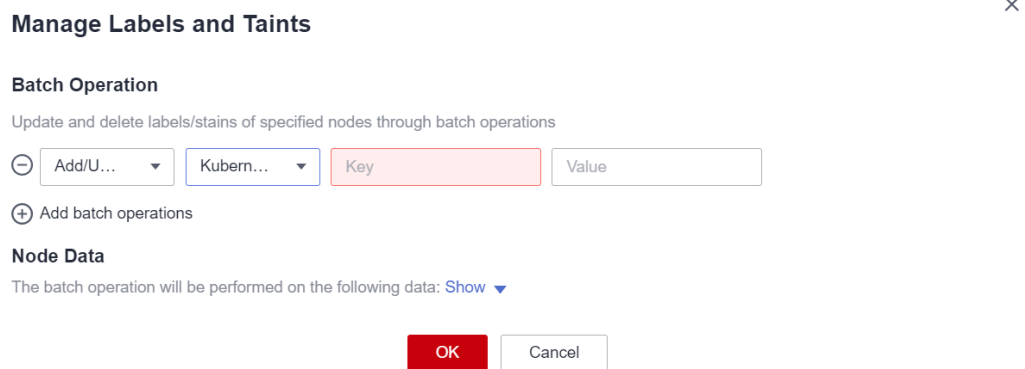 Manage Labels and Taints
Batch Operation
Update and delete labels/stains of specified nodes through batch operations
Add/U... Kubern... Key Value
Add batch operations
Node Data
The batch operation will be performed on the following data: Show
OK Cancel